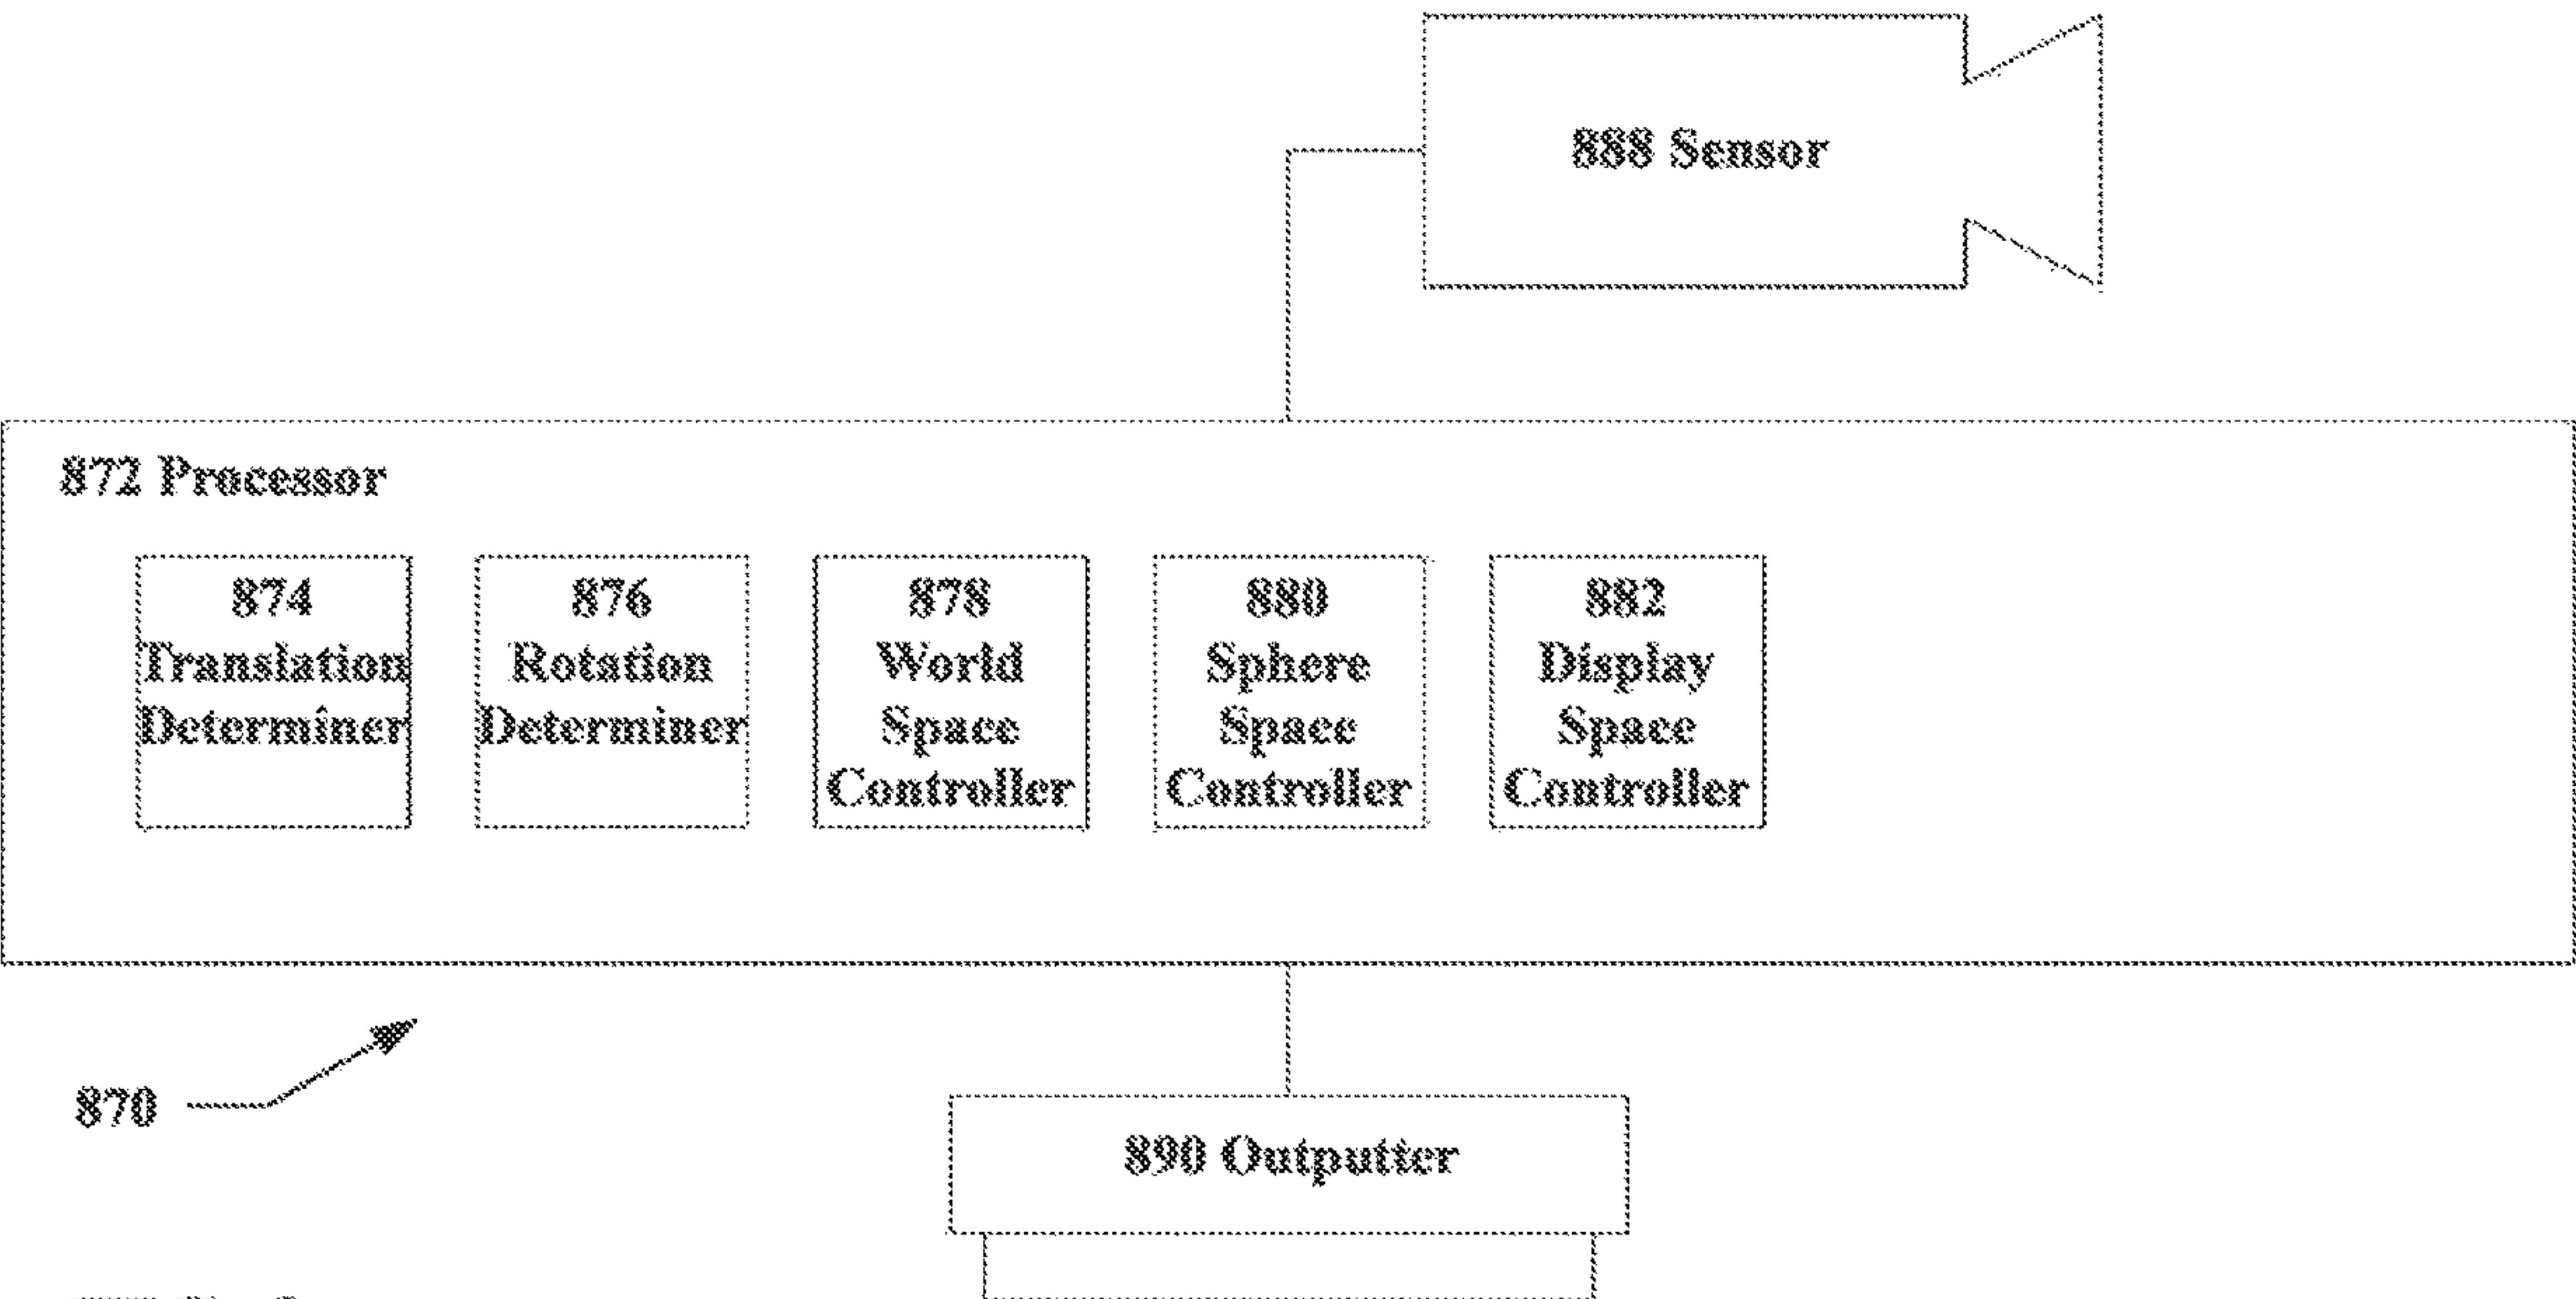 888 Sensor
872 Processor
874
Translation
Determiner
876
Rotation
Determiner
878
World
Space
Controller
880
Sphere
Space
Controller
882
Display
Space
Controller
870
890 Outputter